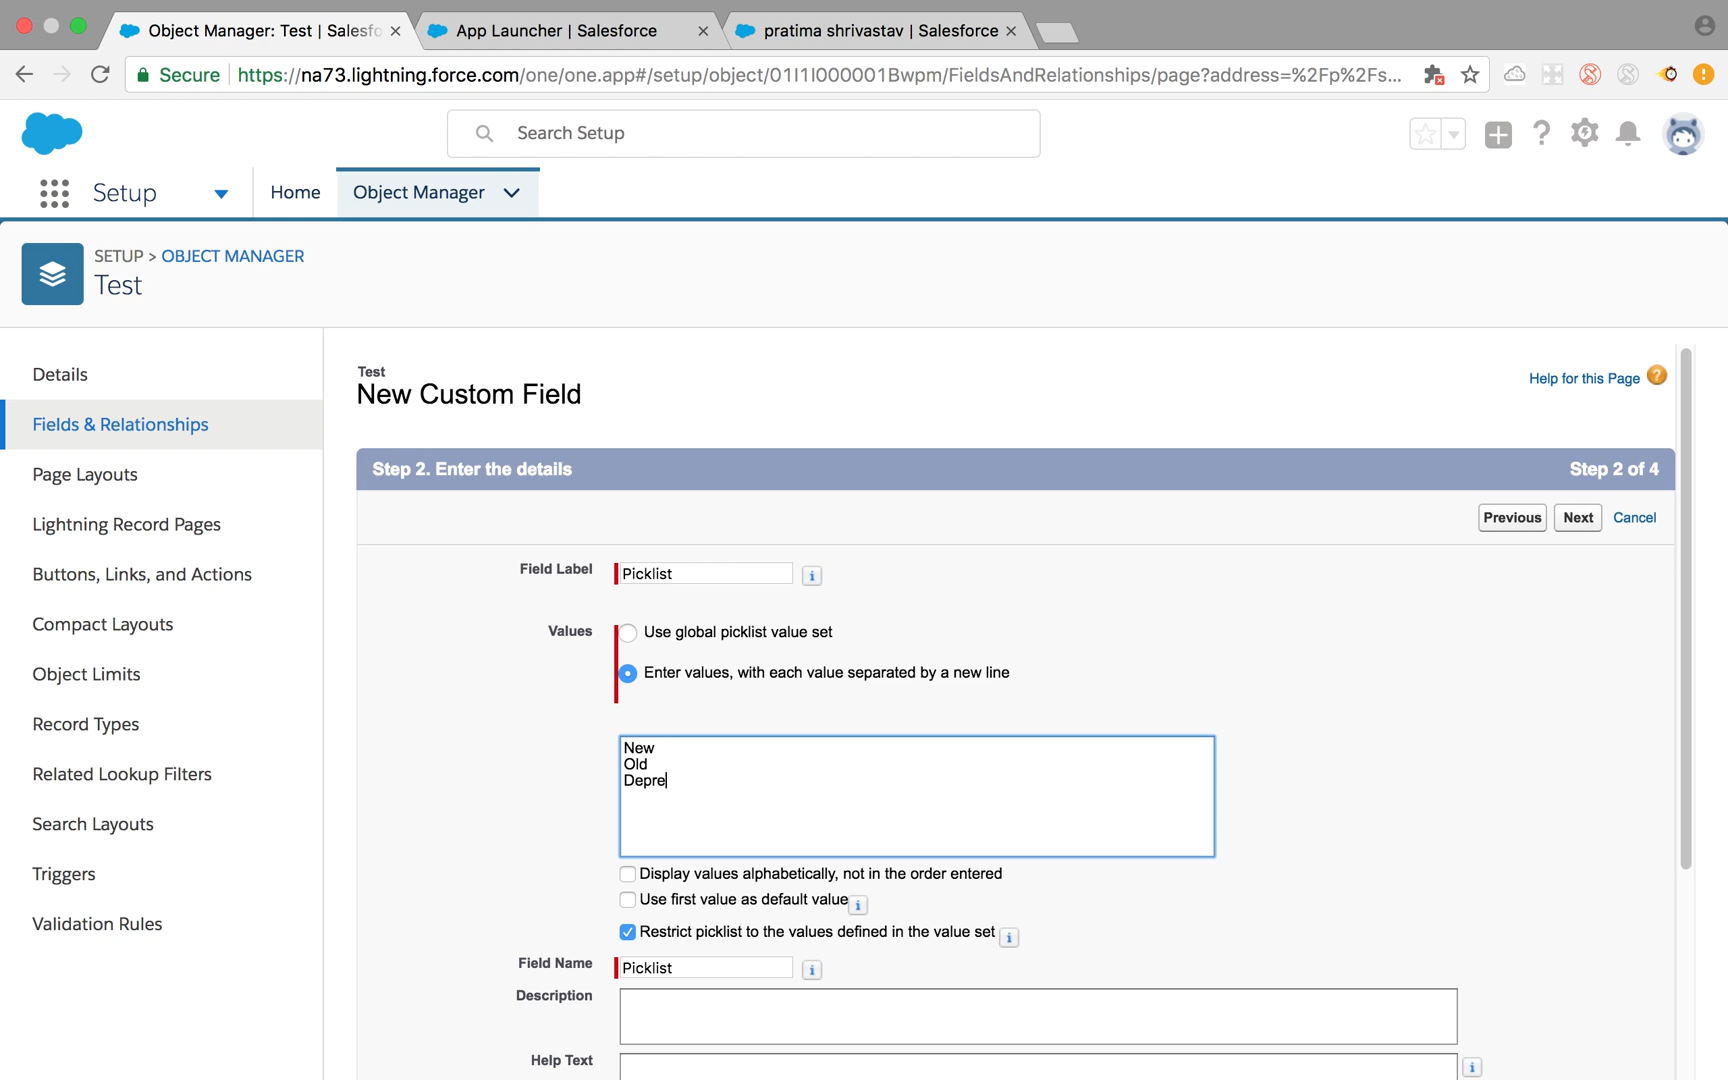 Object Manager: Test | Salesfo
App Launcher | Salesforce
pratima shrivastav | Salesforce
Secure https://na73.lightning.force.com/one/one.app#/setup/object/01I1I000001Bwpm/FieldsAndRelationships/page?address=%2Fp%2Fs...
Search Setup
Setup
Home
Object Manager
SETUP > OBJECT MANAGER
Test
Details
Fields & Relationships
Page Layouts
Lightning Record Pages
Buttons, Links, and Actions
Compact Layouts
Object Limits
Record Types
Related Lookup Filters
Search Layouts
Triggers
Validation Rules
Test
New Custom Field
Help for this Page
Step 2. Enter the details
Step 2 of 4
Previous
Next
Cancel
Field Label
Picklist
Values
Use global picklist value set
Enter values, with each value separated by a new line
New
Old
Depre
Display values alphabetically, not in the order entered
Use first value as default value
Restrict picklist to the values defined in the value set
Field Name
Picklist
Description
Help Text